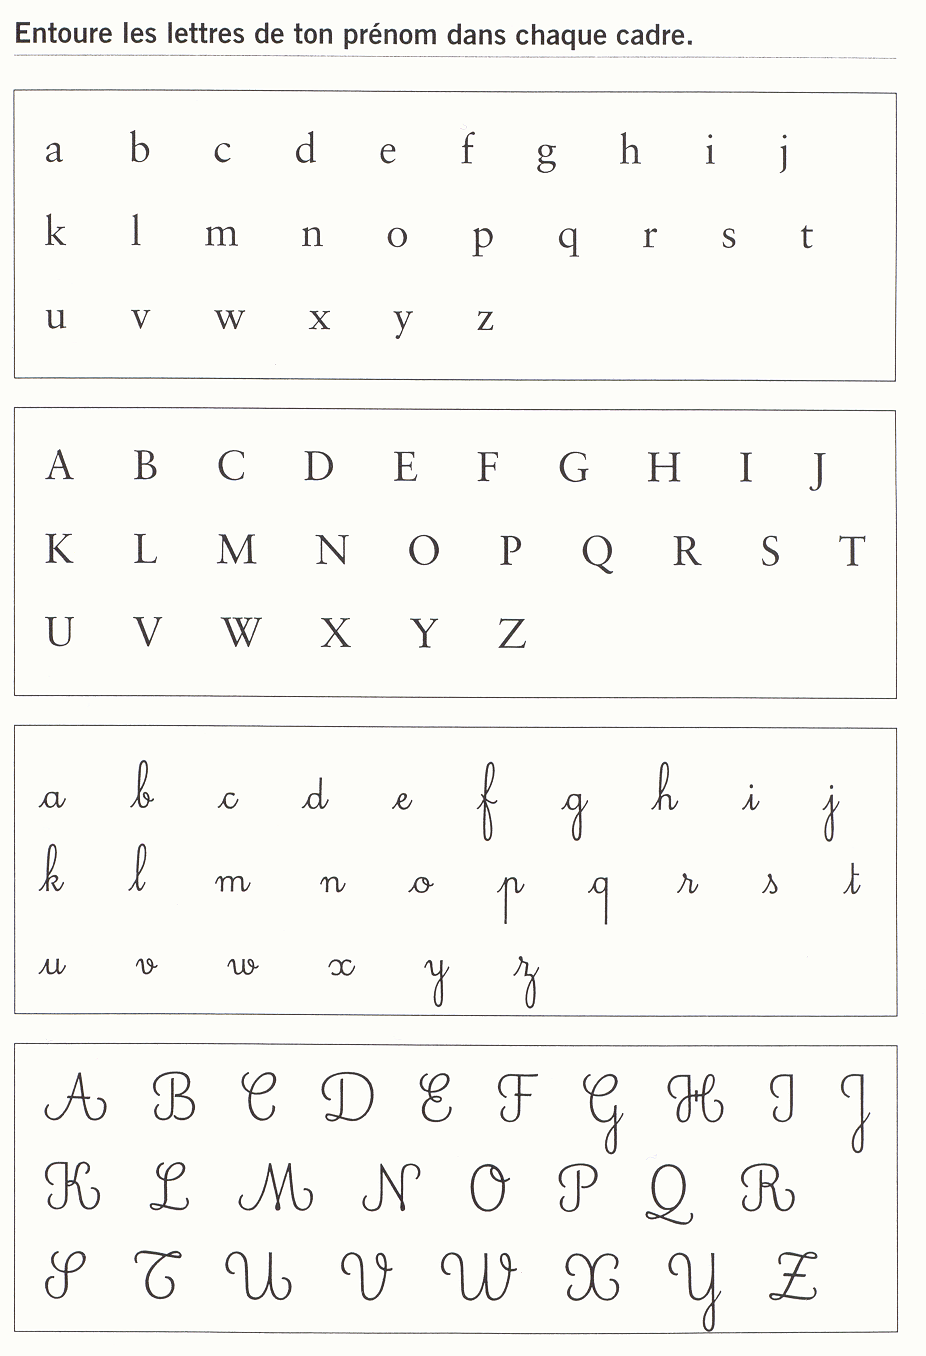 Entoure les lettres de ton prénom dans chaque cadre.
a b c d e f g h i j
k l m n o p q r s t
u v w x y z
A B C D E F G H I J
K L M N O P Q R S T
U V W X Y Z
a b c d e f g h i j
k l m n o p q r s t
u v w x y z
A B C D E F G H I J
K L M N O P Q R
S T U V W X Y Z